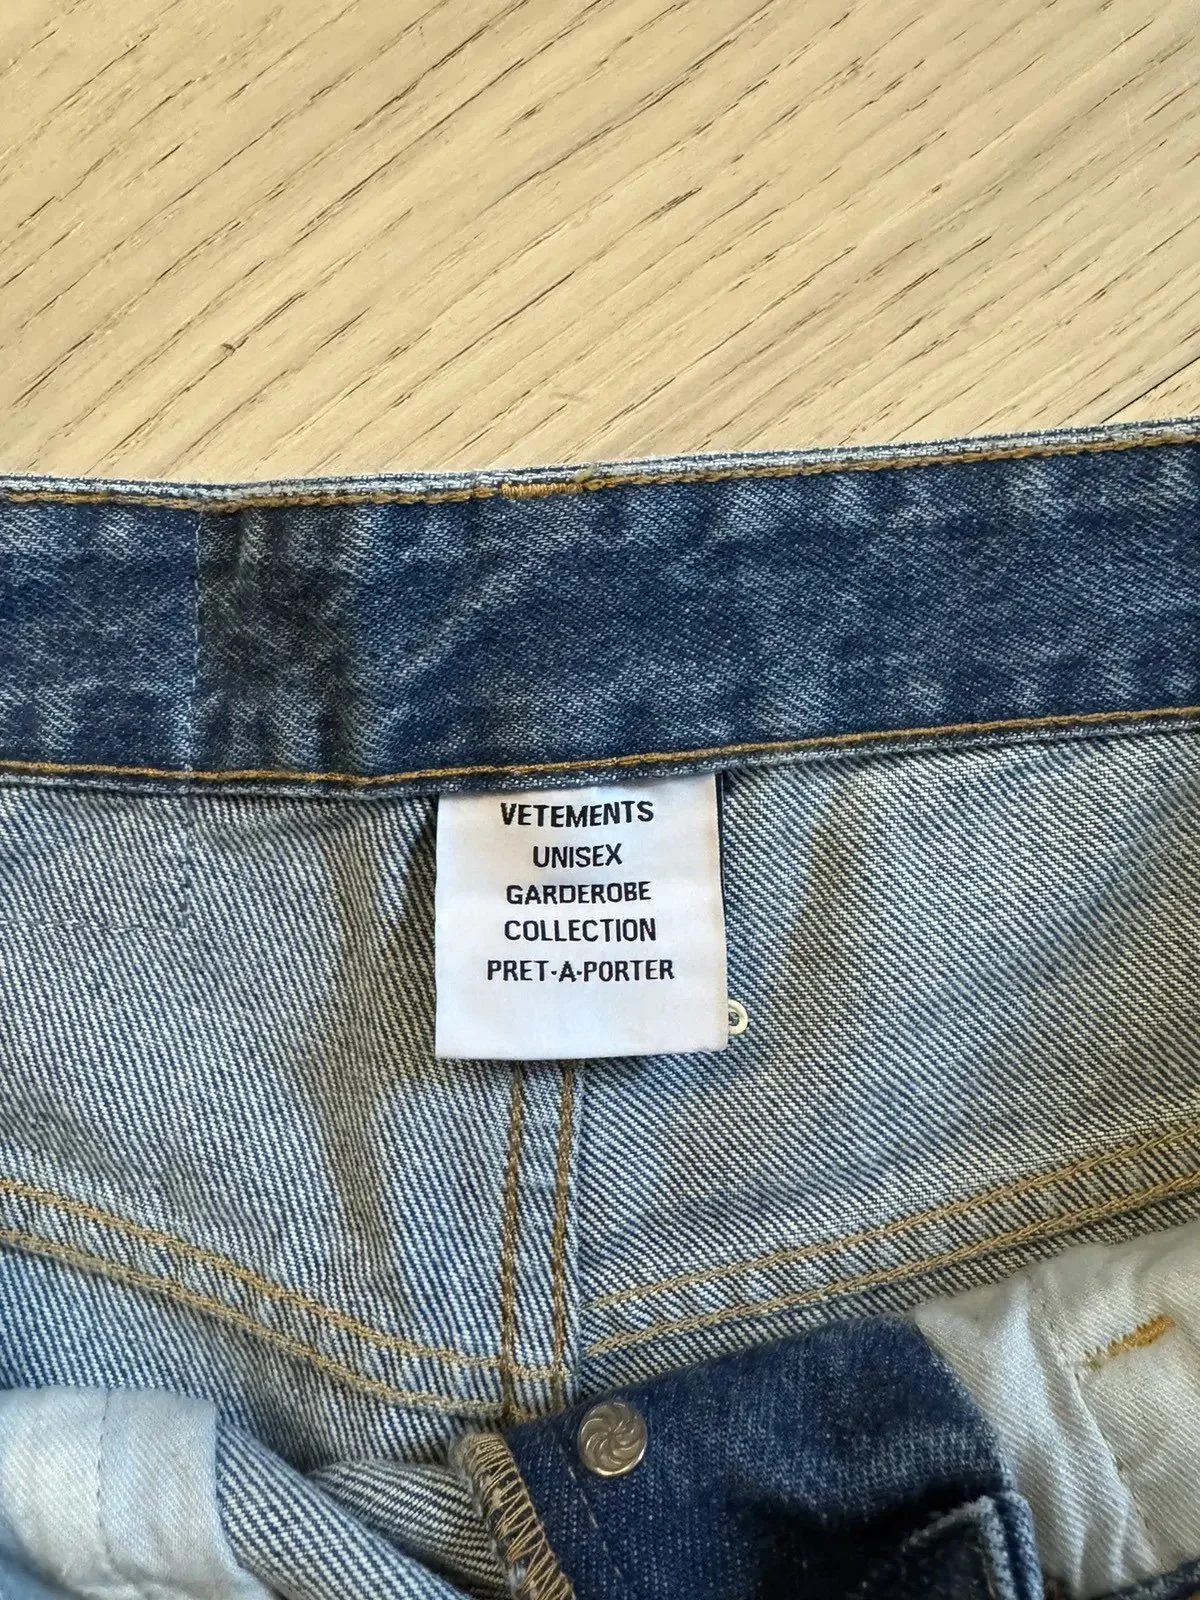 VETEMENTS
UNISEX
GARDEROBE
COLLECTION
PRET-A-PORTER